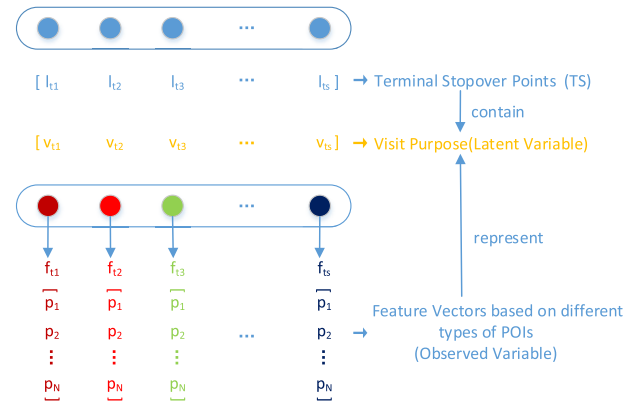 ...
[ l_t1 l_t2 l_t3 ... l_ts ] → Terminal Stopover Points (TS)
contain
[ v_t1 v_t2 v_t3 ... v_ts ] → Visit Purpose(Latent Variable)
...
represent
f_t1 f_t2 f_t3 f_ts
p_1 p_1 p_1 p_1
p_2 p_2 p_2 ... p_2 →
⋮ ⋮ ⋮ ⋮
p_N p_N p_N p_N
Feature Vectors based on different
types of POIs
(Observed Variable)